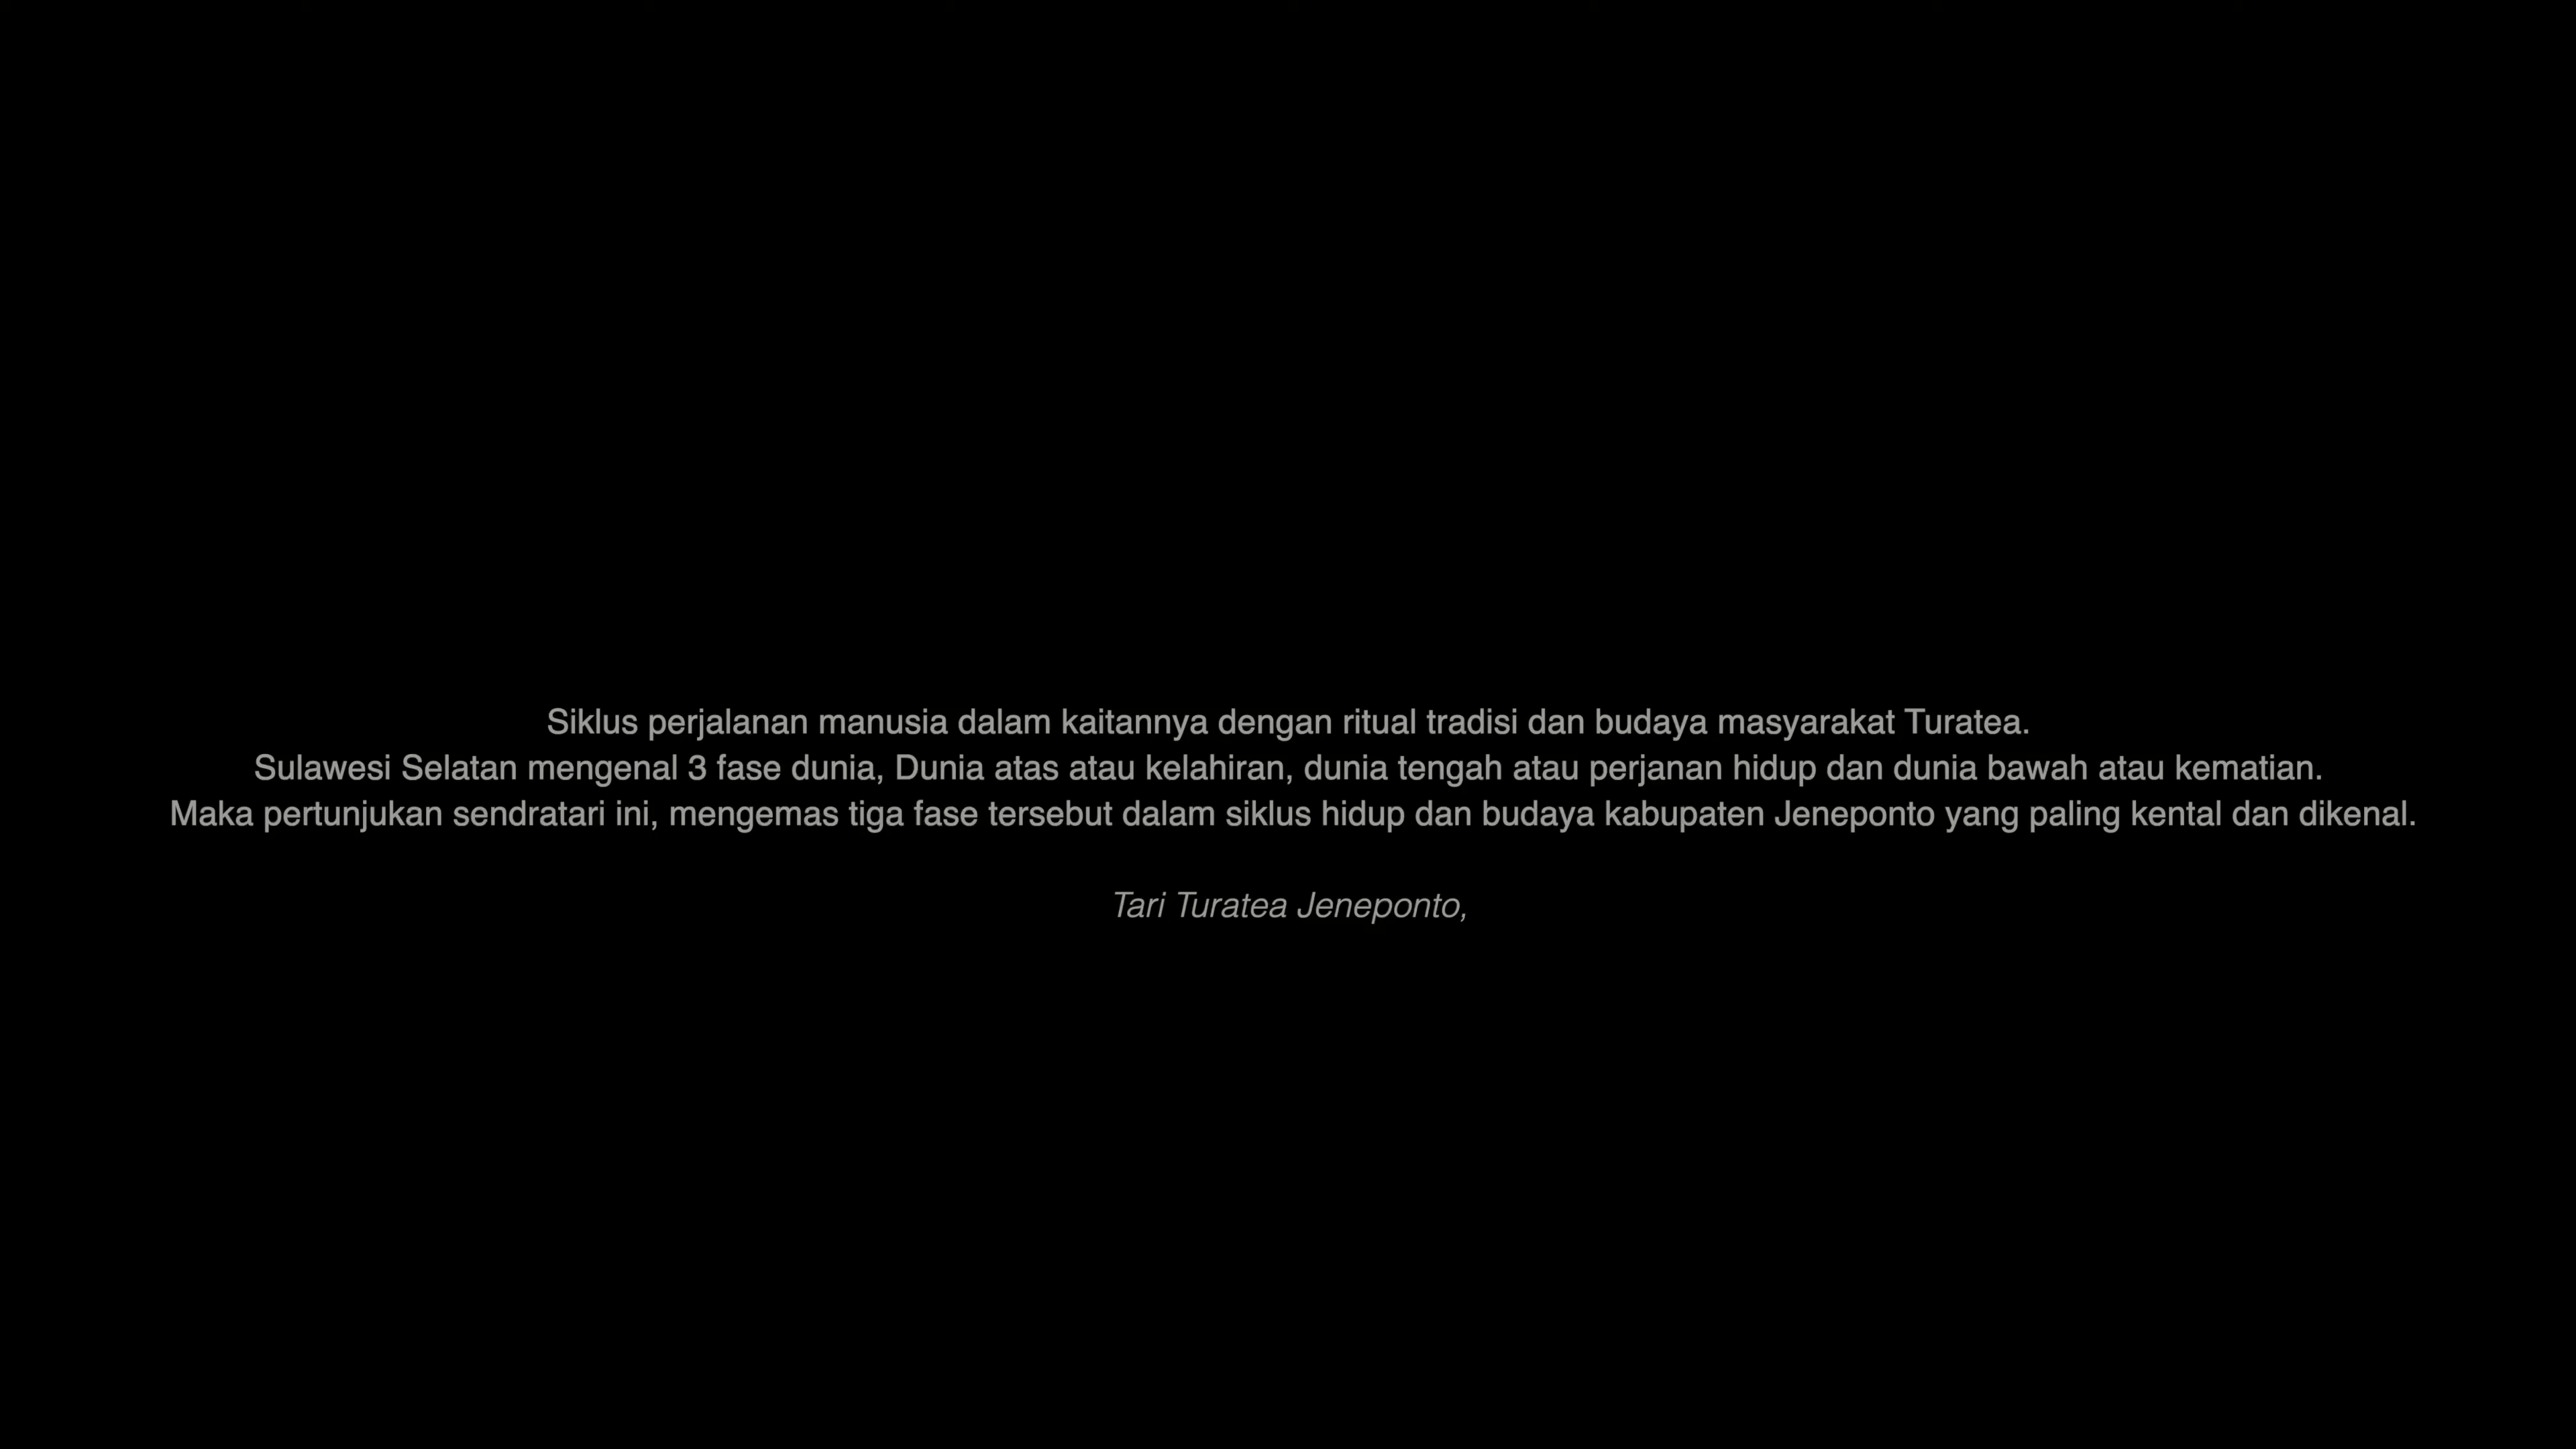 Siklus perjalanan manusia dalam kaitannya dengan ritual tradisi dan budaya masyarakat Turatea.
Sulawesi Selatan mengenal 3 fase dunia, Dunia atas atau kelahiran, dunia tengah atau perjanan hidup dan dunia bawah atau kematian.
Maka pertunjukan sendratari ini, mengemas tiga fase tersebut dalam siklus hidup dan budaya kabupaten Jeneponto yang paling kental dan dikenal.
Tari Turatea Jeneponto,